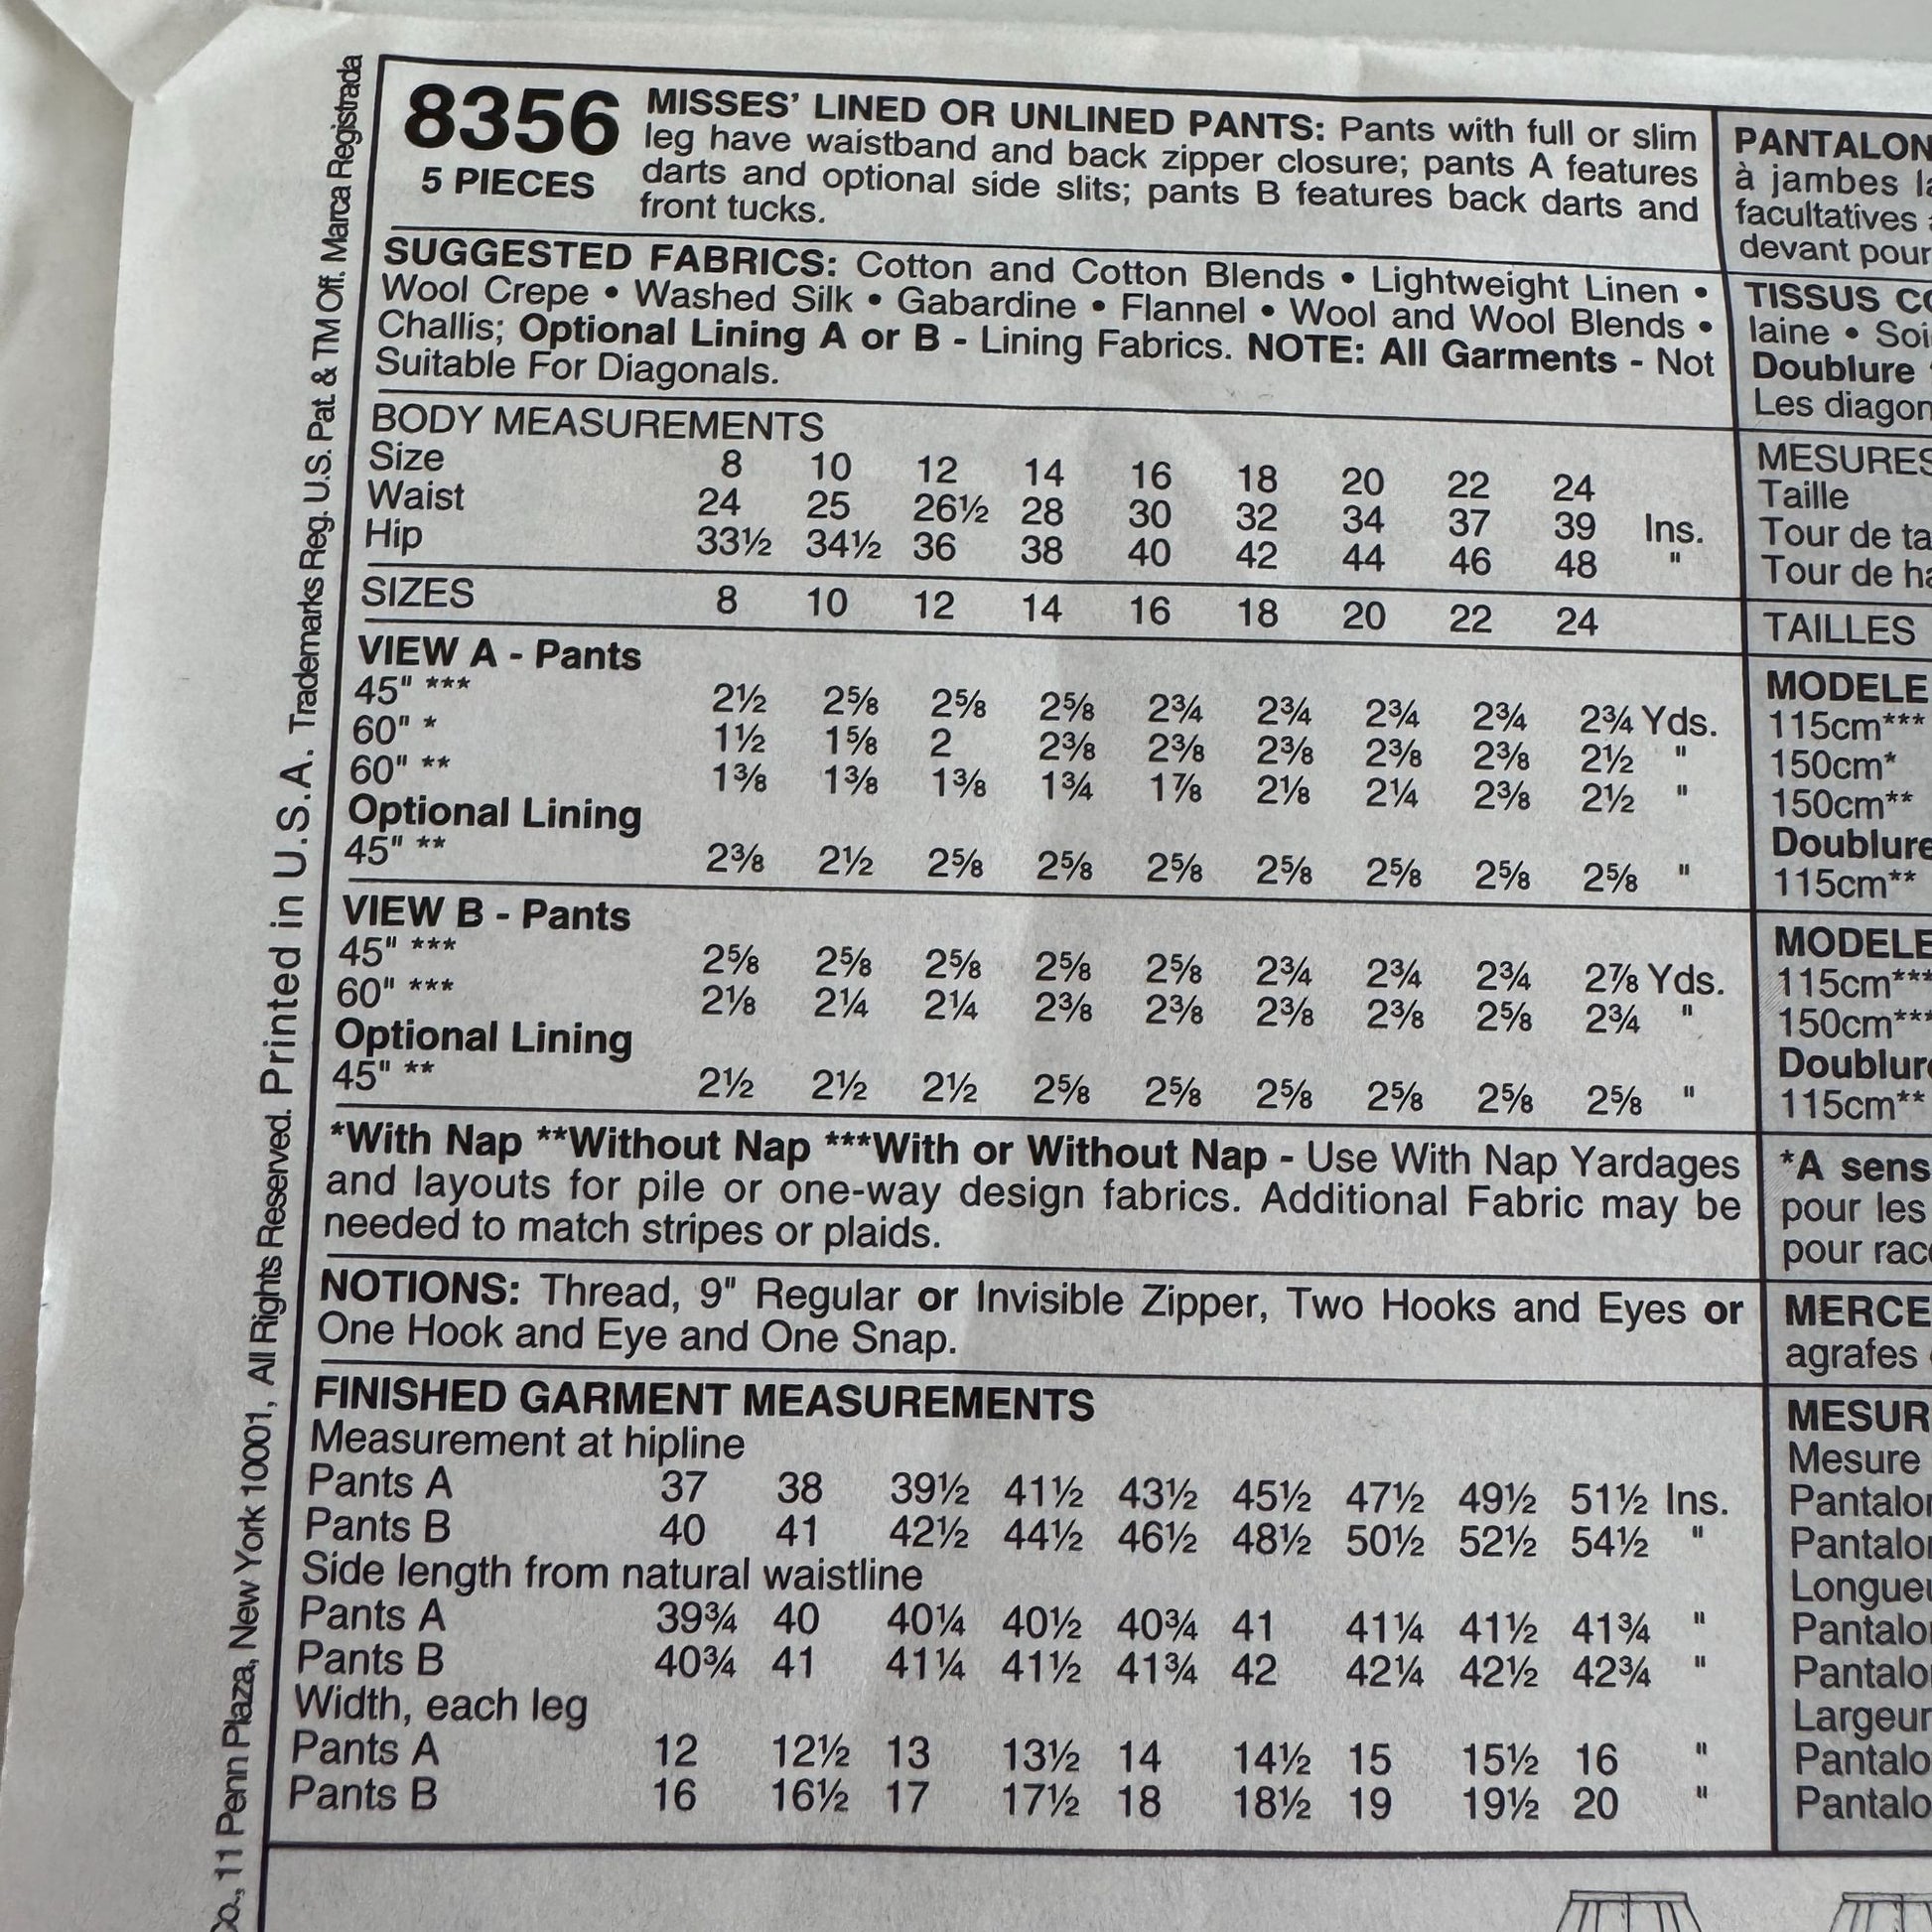 8356
5 PIECES
MISSES' LINED OR UNLINED PANTS: Pants with full or slim
leg have waistband and back zipper closure; pants A features
darts and optional side slits; pants B features back darts and
front tucks.
SUGGESTED FABRICS: Cotton and Cotton Blends • Lightweight Linen •
Wool Crepe • Washed Silk • Gabardine • Flannel • Wool and Wool Blends •
Challis; Optional Lining A or B - Lining Fabrics. NOTE: All Garments - Not
Suitable For Diagonals.
BODY MEASUREMENTS
Size 8 10 12 14 16 18 20 22 24
Waist 24 25 26½ 28 30 32 34 37 39 Ins.
Hip 33½ 34½ 36 38 40 42 44 46 48 "
SIZES 8 10 12 14 16 18 20 22 24
VIEW A - Pants
45" *** 2½ 2⅝ 2⅝ 2⅝ 2¾ 2¾ 2¾ 2¾ 2¾ Yds.
60" * 1½ 1⅝ 2 2⅜ 2⅜ 2⅜ 2⅜ 2⅜ 2½ "
60" ** 1⅜ 1⅜ 1⅜ 1¾ 1⅞ 2⅛ 2¼ 2⅜ 2½ "
Optional Lining
45" ** 2⅜ 2½ 2⅝ 2⅝ 2⅝ 2⅝ 2⅝ 2⅝ 2⅝ "
VIEW B - Pants
45" *** 2⅝ 2⅝ 2⅝ 2⅝ 2⅝ 2¾ 2¾ 2¾ 2⅞ Yds.
60" *** 2⅛ 2¼ 2¼ 2⅜ 2⅜ 2⅜ 2⅜ 2⅝ 2¾ "
Optional Lining
45" ** 2½ 2½ 2½ 2⅝ 2⅝ 2⅝ 2⅝ 2⅝ 2⅝ "
*With Nap **Without Nap ***With or Without Nap - Use With Nap Yardages
and layouts for pile or one-way design fabrics. Additional Fabric may be
needed to match stripes or plaids.
NOTIONS: Thread, 9" Regular or Invisible Zipper, Two Hooks and Eyes or
One Hook and Eye and One Snap.
FINISHED GARMENT MEASUREMENTS
Measurement at hipline
Pants A 37 38 39½ 41½ 43½ 45½ 47½ 49½ 51½ Ins.
Pants B 40 41 42½ 44½ 46½ 48½ 50½ 52½ 54½ "
Side length from natural waistline
Pants A 39¾ 40 40¼ 40½ 40¾ 41 41¼ 41½ 41¾ "
Pants B 40¾ 41 41¼ 41½ 41¾ 42 42¼ 42½ 42¾ "
Width, each leg
Pants A 12 12½ 13 13½ 14 14½ 15 15½ 16 "
Pants B 16 16½ 17 17½ 18 18½ 19 19½ 20 "
PANTALON
à jambes
facultatives
devant pour
TISSUS
laine • Soi
Doublure
Les diagon
MESURES
Taille
Tour de ta
Tour de ha
TAILLES
MODELE
115cm***
150cm*
150cm**
Doublure
115cm**
MODELE
115cm***
150cm***
Doublure
115cm**
*A sens
pour les
pour racc
MERCE
agrafes
MESUR
Mesure
Pantalo
Pantalo
Longueu
Pantalo
Pantalo
Largeur
Pantalo
Pantalo
Co., 11 Penn Plaza, New York 10001, All Rights Reserved. Printed in U.S.A. Trademarks Reg. U.S. Pat. & TM Off. Marca Registrada